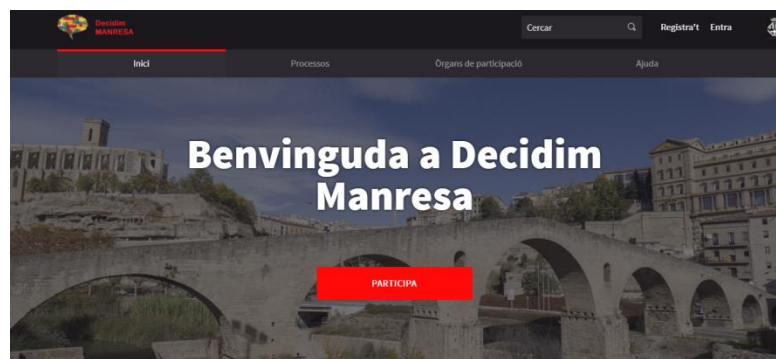 Decidim
MANRESA
Cercar
Registra't Entra
Inici Processos Òrgans de participació Ajuda
Benvinguda a Decidim
Manresa
PARTICIPA